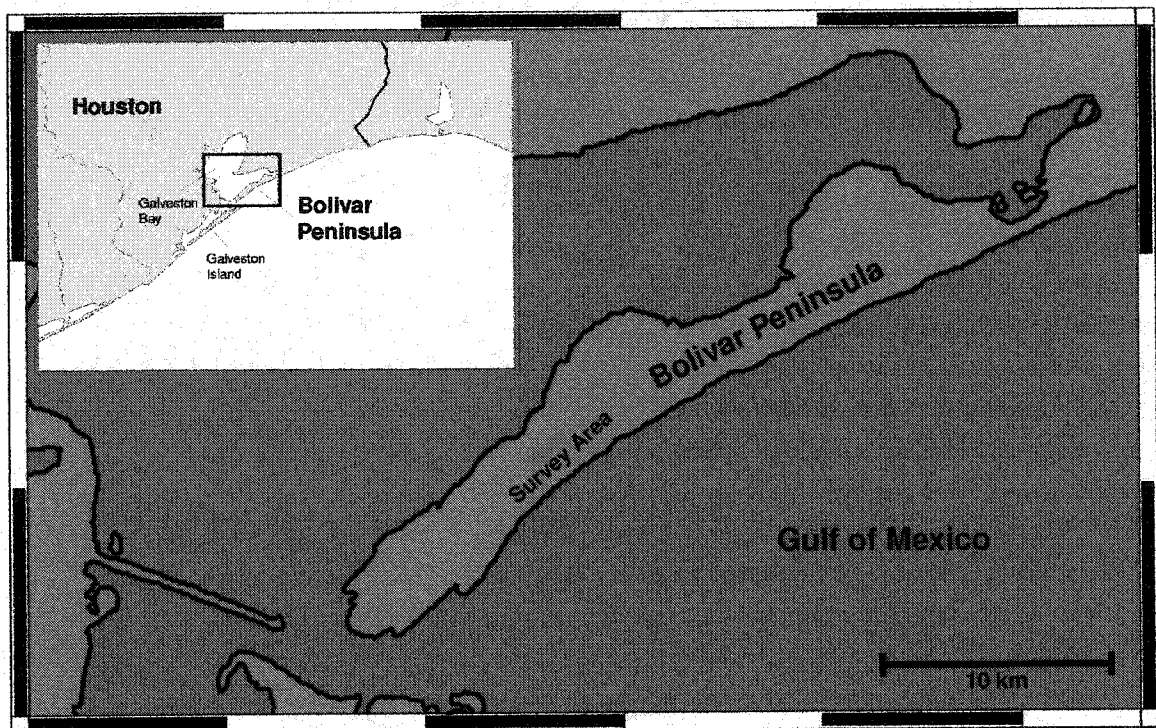 Houston
Galveston
Bay
Bolivar
Peninsula
Galveston
Island
Bolivar Peninsula
Survey Area
Gulf of Mexico
10 km